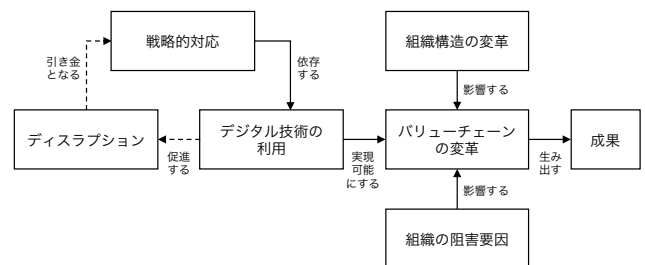 戦略的対応
組織構造の変革
引き金
となる
依存
する
影響する
ディスラプション
デジタル技術の
利用
バリューチェーン
の変革
成果
促進
する
実現
可能
にする
生み
出す
影響する
組織の阻害要因